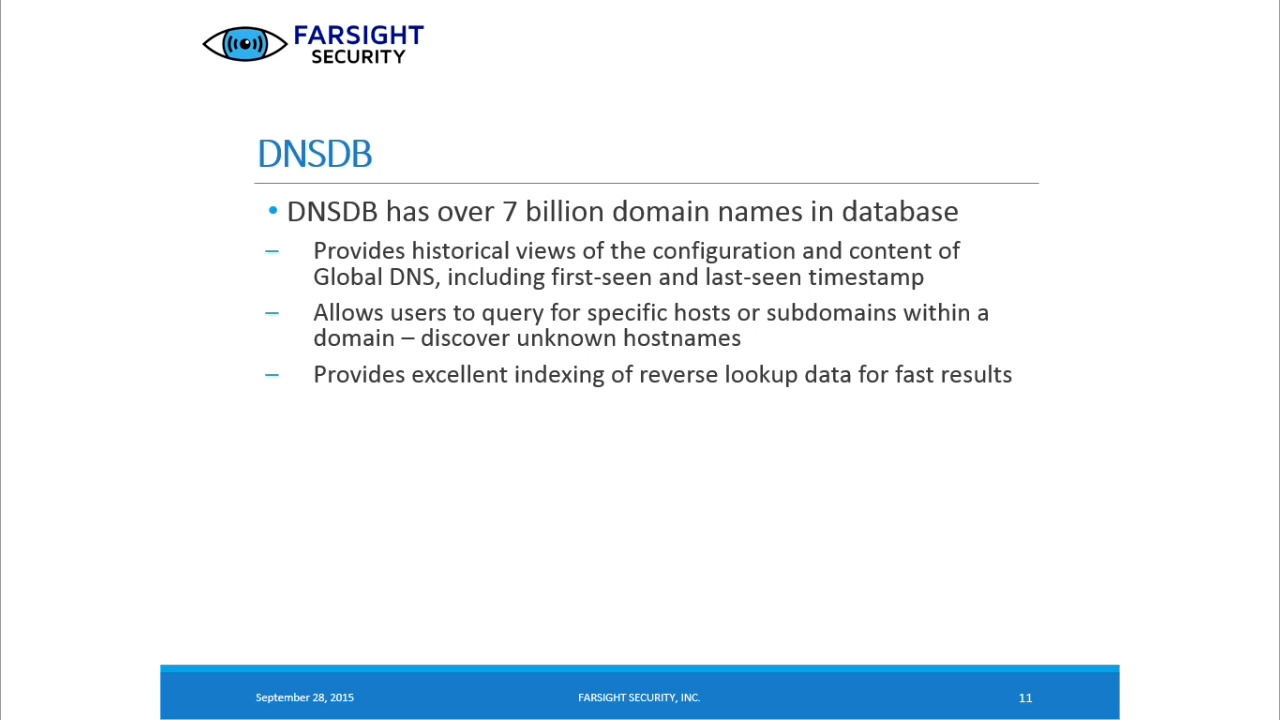 FARSIGHT
SECURITY
DNSDB
• DNSDB has over 7 billion domain names in database
– Provides historical views of the configuration and content of
Global DNS, including first-seen and last-seen timestamp
– Allows users to query for specific hosts or subdomains within a
domain – discover unknown hostnames
– Provides excellent indexing of reverse lookup data for fast results
September 28, 2015 FARSIGHT SECURITY, INC. 11